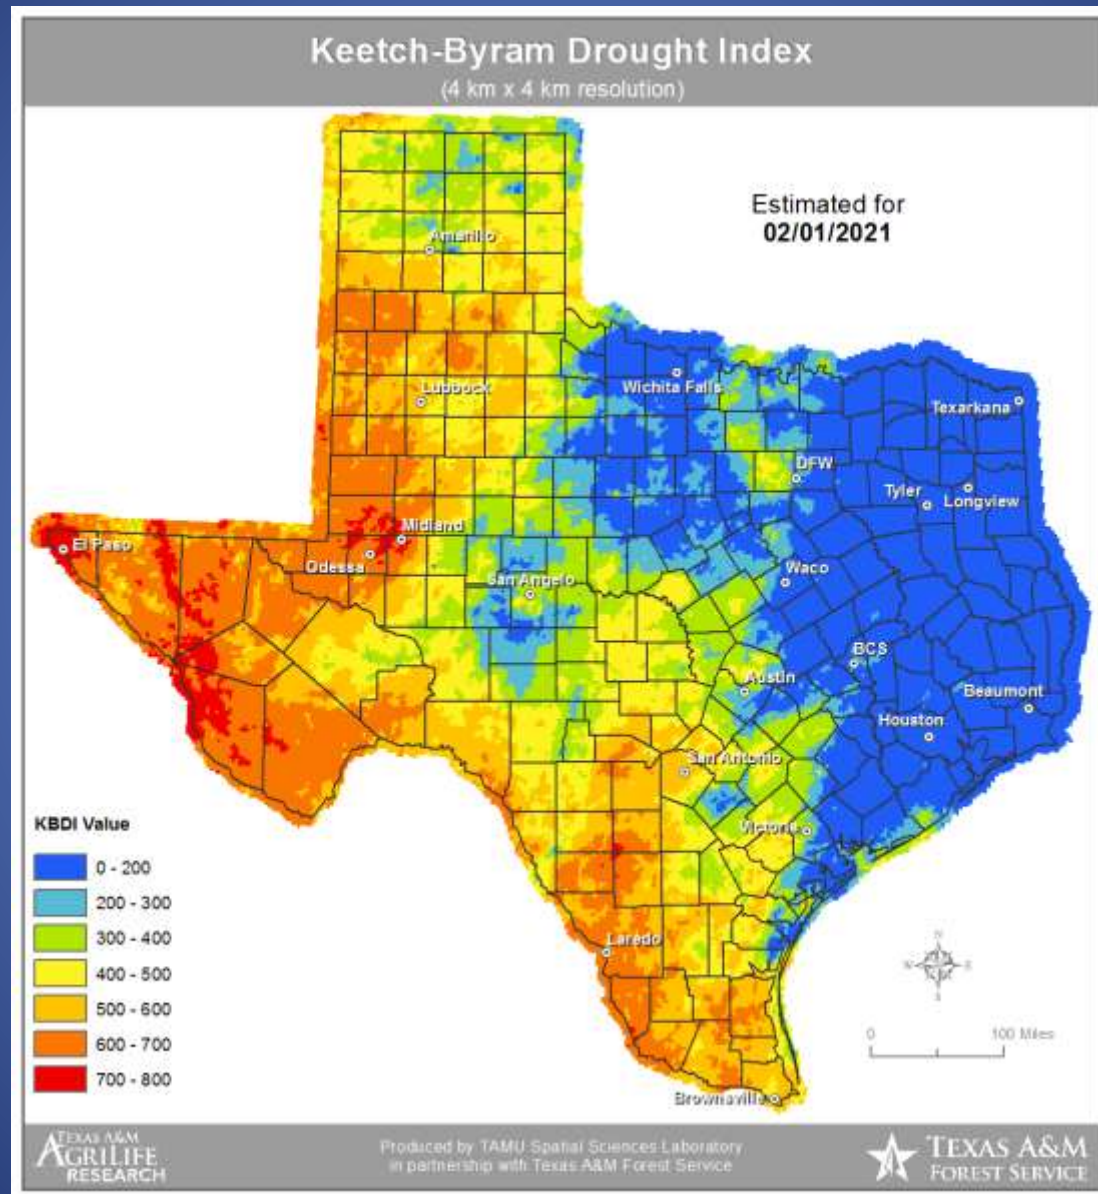 Keetch-Byram Drought Index
(4 km x 4 km resolution)
Estimated for
02/01/2021
Amarillo
Lubbock
Wichita Falls
Texarkana
DFW
Tyler
Longview
Midland
El Paso
Odessa
San Angelo
Waco
BCS
Austin
Beaumont
Houston
San Antonio
Victoria
Laredo
Brownsville
KBDI Value
0 - 200
200 - 300
300 - 400
400 - 500
500 - 600
600 - 700
700 - 800
N
W
E
S
0
100 Miles
TEXAS A&M
AGRILIFE
RESEARCH
Produced by TAMU Spatial Sciences Laboratory
in partnership with Texas A&M Forest Service
TEXAS A&M
FOREST SERVICE